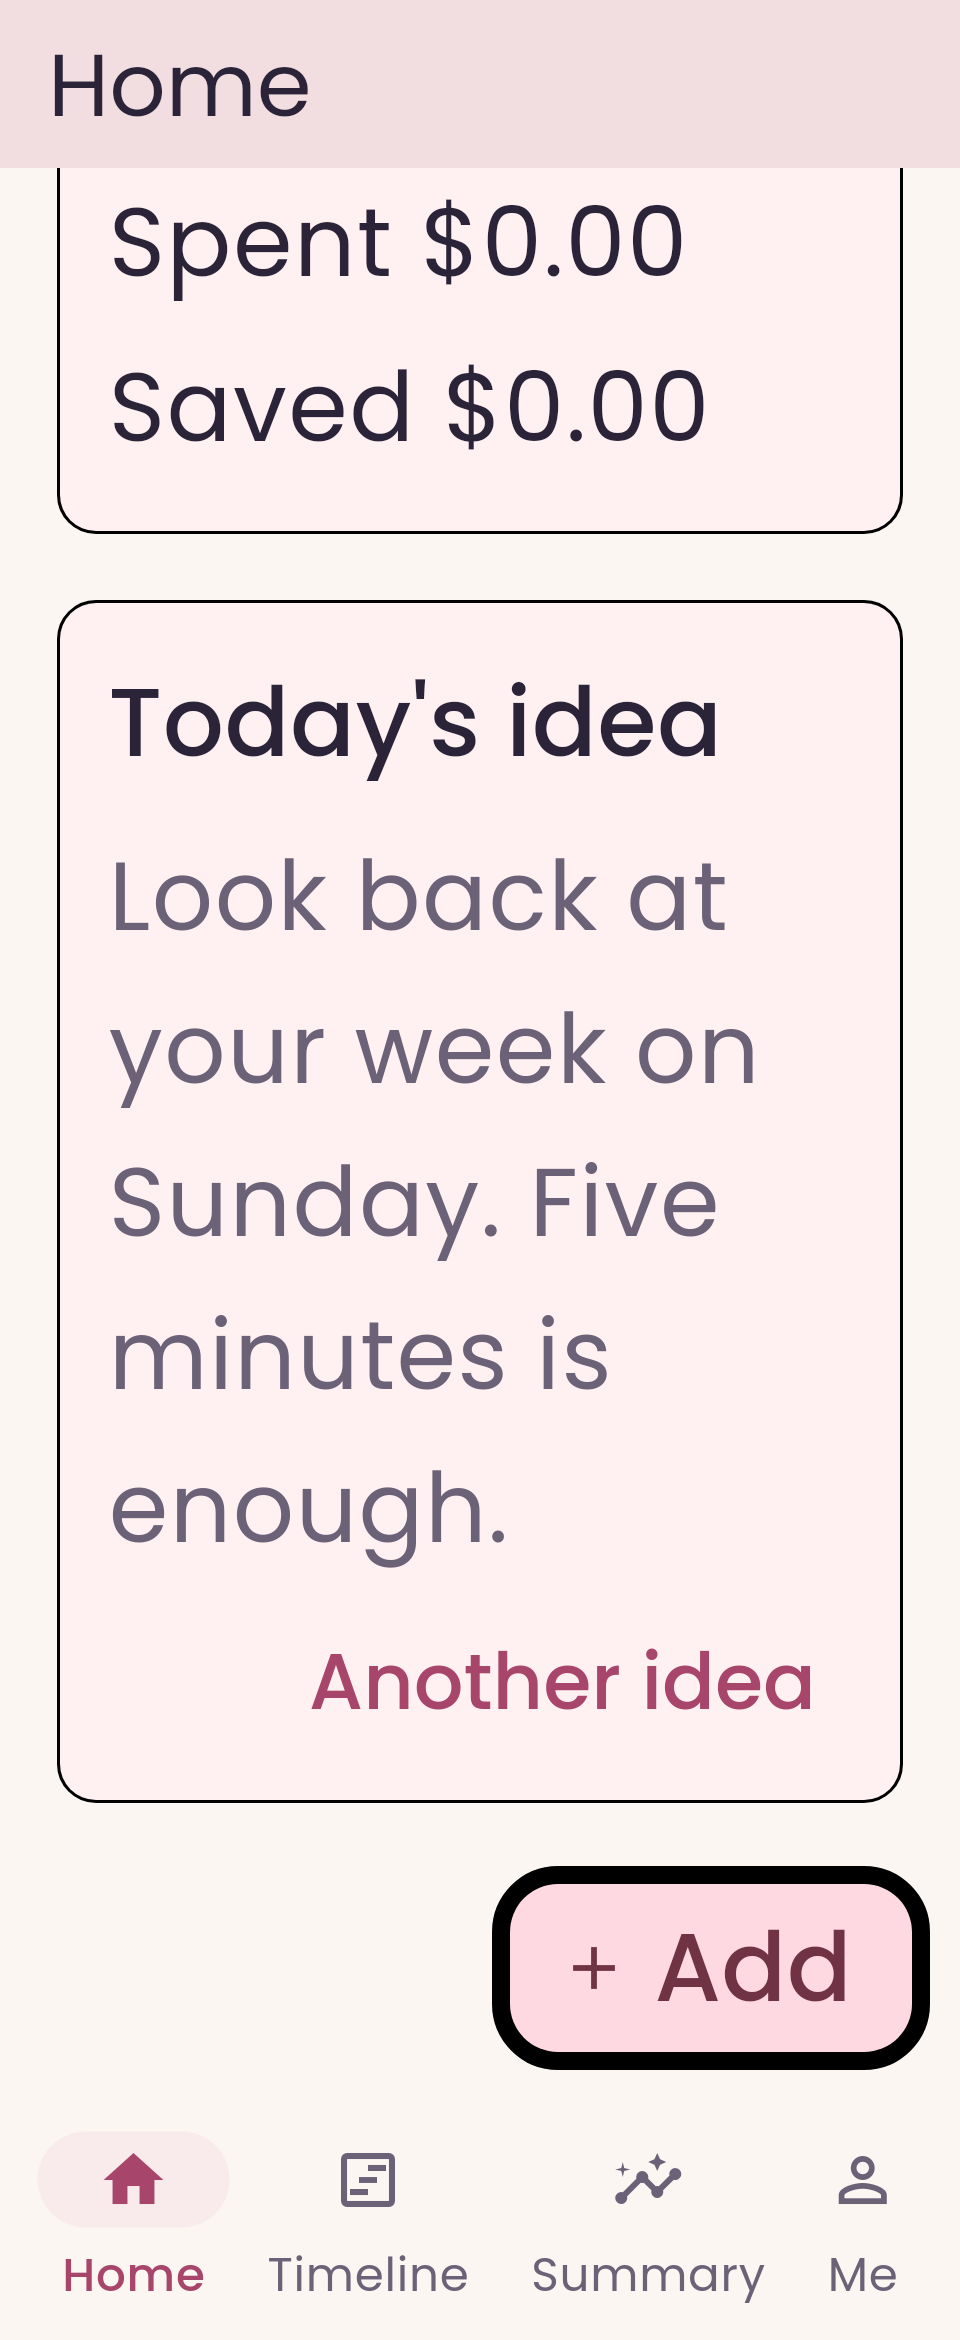 Home
Spent $0.00
Saved $0.00
Today's idea
Look back at
your week on
Sunday. Five
minutes is
enough.
Another idea
+ Add
Home
Timeline
Summary
Me